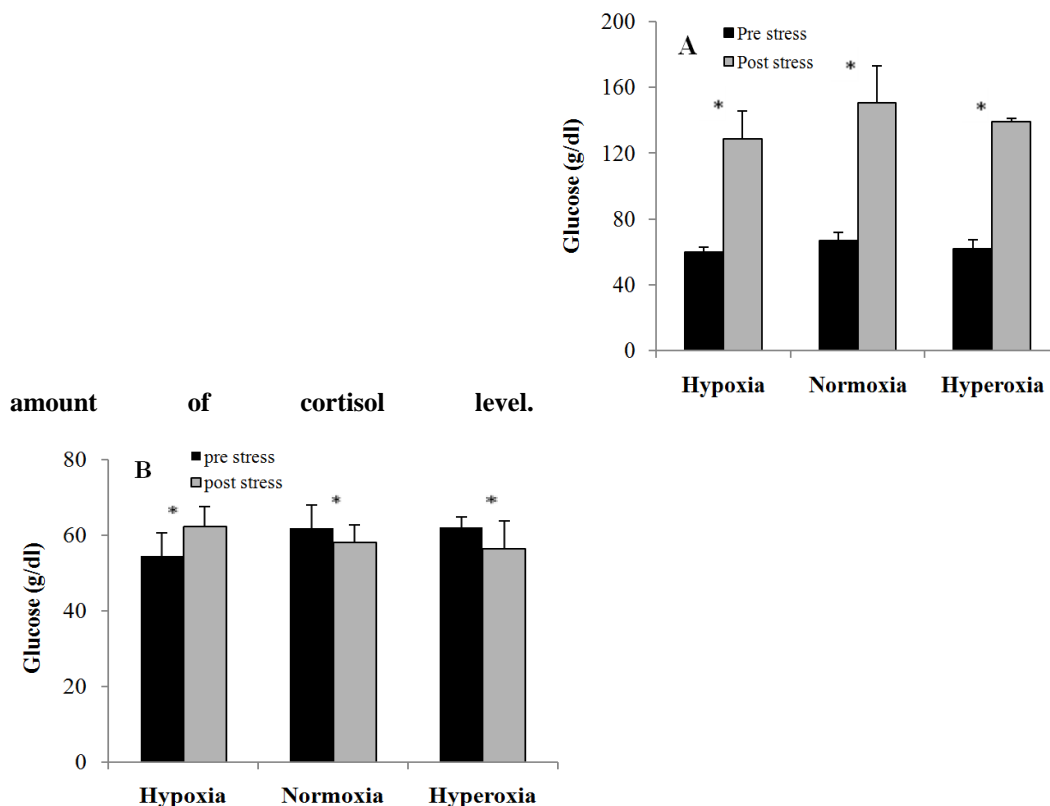 200
A
Pre stress
Post stress
*
*
*
160
120
80
40
0
Glucose (g/dl)
Hypoxia Normoxia Hyperoxia
amount of cortisol level.
80
B
pre stress
post stress
*
*
*
60
40
20
0
Glucose (g/dl)
Hypoxia Normoxia Hyperoxia